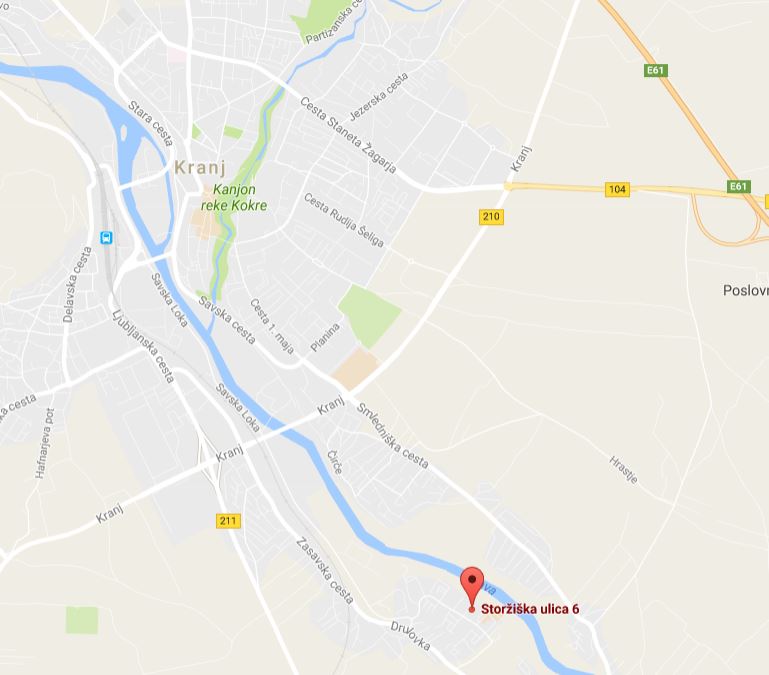 Partizanska ce
E61
Jezerska cesta
Stara cesta
Cesta Staneta Žagarja
Kranj
Kranj
Kanjon
reke Kokre
104
E61
210
Cesta Rudija Šeliga
Delavska cesta
Poslovn
Savska Loka
Savska cesta
Cesta 1. maja
Planina
Ljubljanska cesta
Savska Loka
Kranj
ka cesta
Smledniška cesta
Hafnarjeva pot
Kranj
Čirče
Hrastje
Kranj
211
Zasavska cesta
va
Storžiška ulica 6
Drulovka